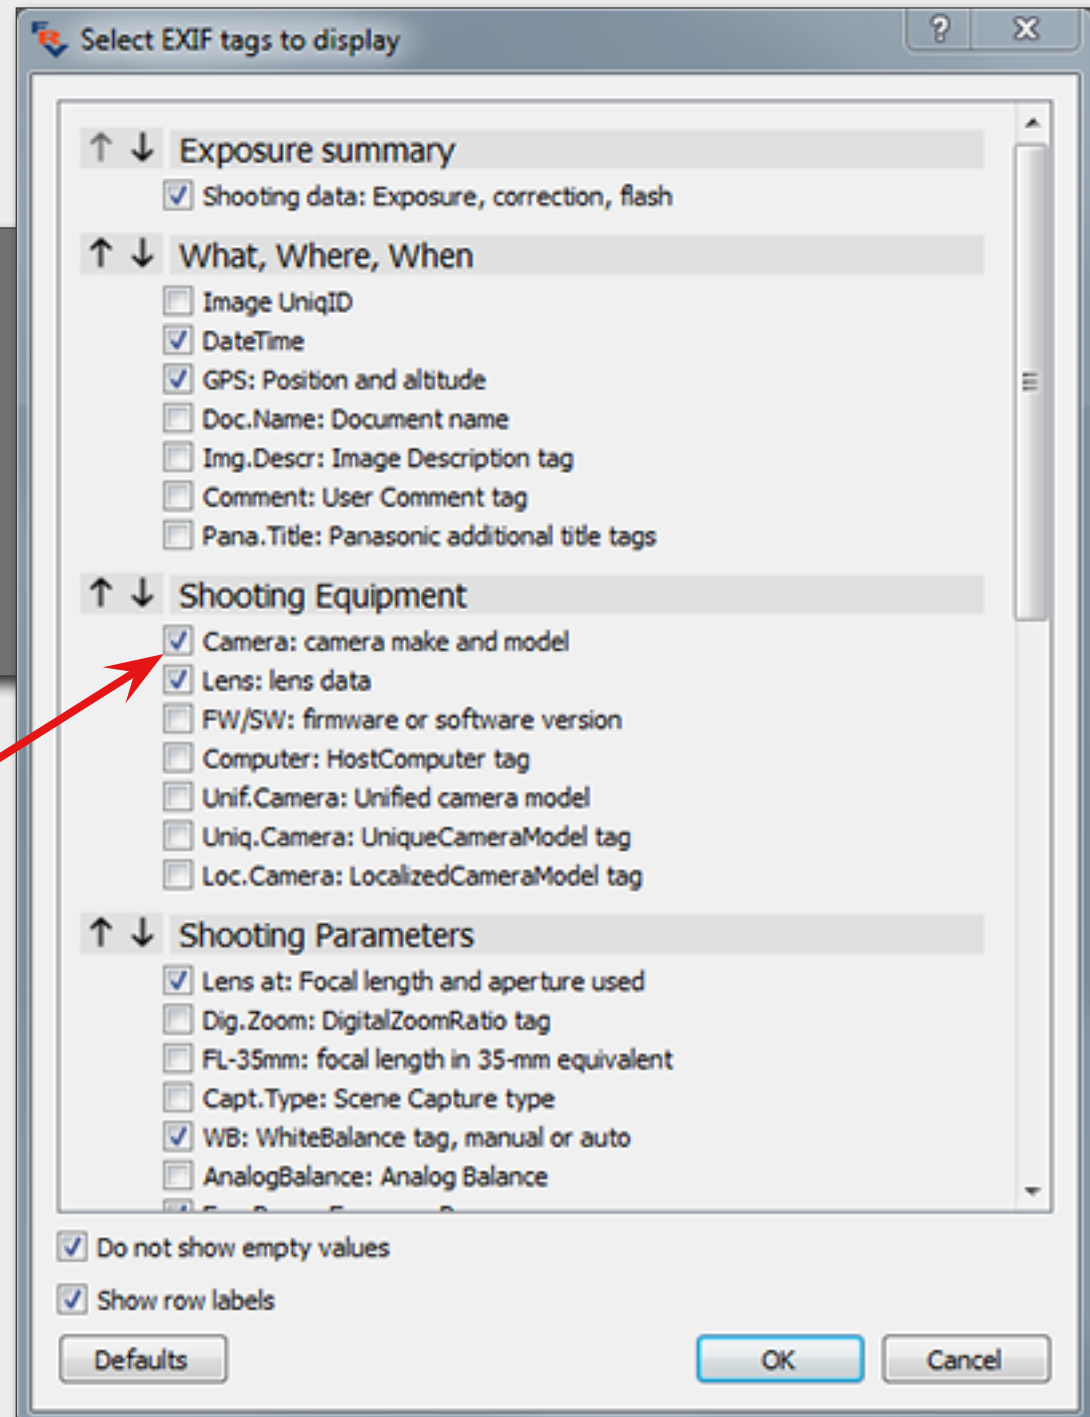 Select EXIF tags to display
Exposure summary
Shooting data: Exposure, correction, flash
What, Where, When
Image UniqID
DateTime
GPS: Position and altitude
Doc.Name: Document name
Img.Descr: Image Description tag
Comment: User Comment tag
Pana.Title: Panasonic additional title tags
Shooting Equipment
Camera: camera make and model
Lens: lens data
FW/SW: firmware or software version
Computer: HostComputer tag
Unif.Camera: Unified camera model
Uniq.Camera: UniqueCameraModel tag
Loc.Camera: LocalizedCameraModel tag
Shooting Parameters
Lens at: Focal length and aperture used
Dig.Zoom: DigitalZoomRatio tag
FL-35mm: focal length in 35-mm equivalent
Capt.Type: Scene Capture type
WB: WhiteBalance tag, manual or auto
AnalogBalance: Analog Balance
Do not show empty values
Show row labels
Defaults
OK
Cancel